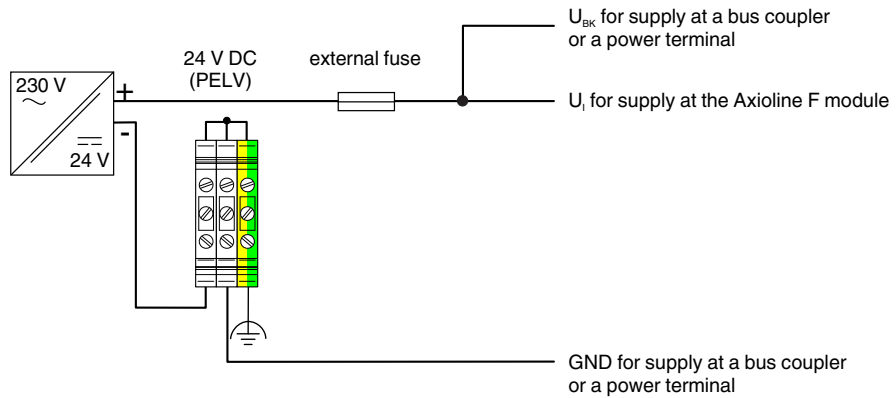 U_BK for supply at a bus coupler
or a power terminal
24 V DC
(PELV)
external fuse
230 V
+
U_I for supply at the Axioline F module
-
24 V
GND for supply at a bus coupler
or a power terminal